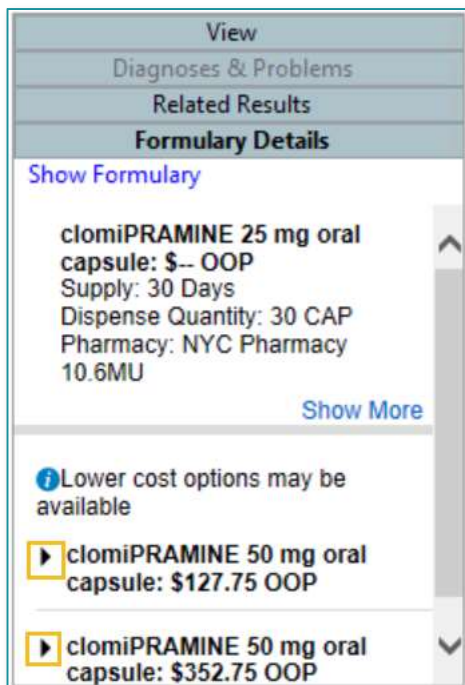 View
Diagnoses & Problems
Related Results
Formulary Details
Show Formulary
clomiPRAMINE 25 mg oral
capsule: $-- OOP
Supply: 30 Days
Dispense Quantity: 30 CAP
Pharmacy: NYC Pharmacy
10.6MU
Show More
Lower cost options may be
available
clomiPRAMINE 50 mg oral
capsule: $127.75 OOP
clomiPRAMINE 50 mg oral
capsule: $352.75 OOP